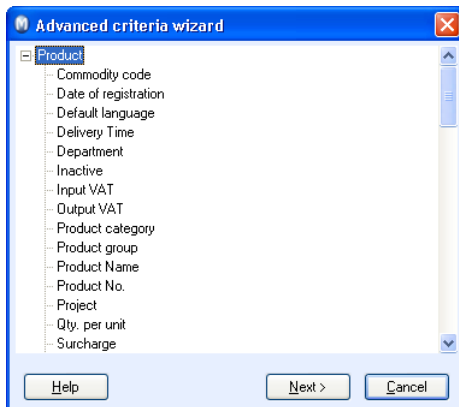 Advanced criteria wizard
Product
Commodity code
Date of registration
Default language
Delivery Time
Department
Inactive
Input VAT
Output VAT
Product category
Product group
Product Name
Product No.
Project
Qty. per unit
Surcharge
Help Next > Cancel